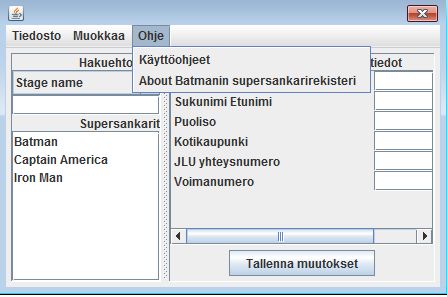 Tiedosto Muokkaa Ohje
Käyttöohjeet
About Batmanin supersankarirekisteri
Hakuehto
tiedot
Stage name
Sukunimi Etunimi
Supersankarit
Puoliso
Batman
Kotikaupunki
Captain America
JLU yhteysnumero
Iron Man
Voimanumero
Tallenna muutokset